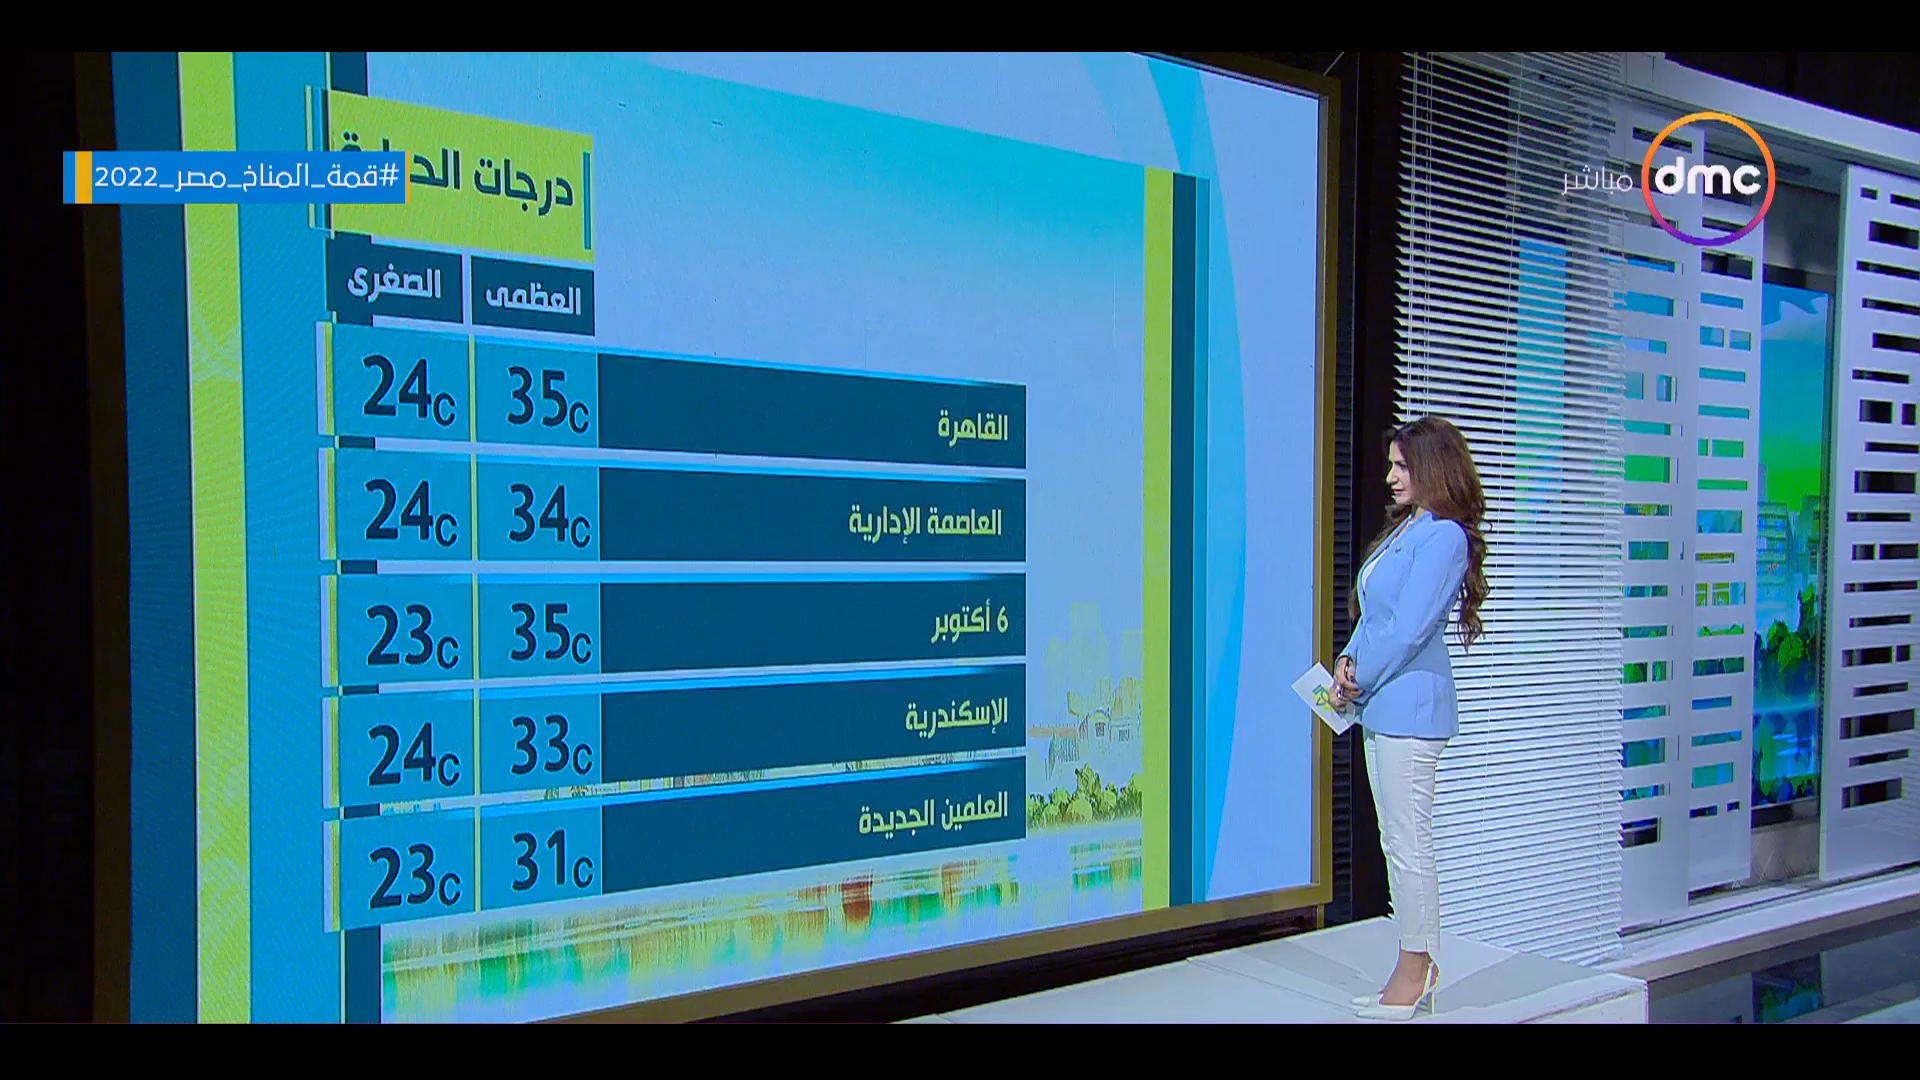 #قمة_المناخ_مصر_2022
dmc
مباشر
درجات
العظمى الصغرى
القاهرة 35c 24c
العاصمة الإدارية 34c 24c
6 أكتوبر 35c 23c
الإسكندرية 33c 24c
العلمين الجديدة 31c 23c